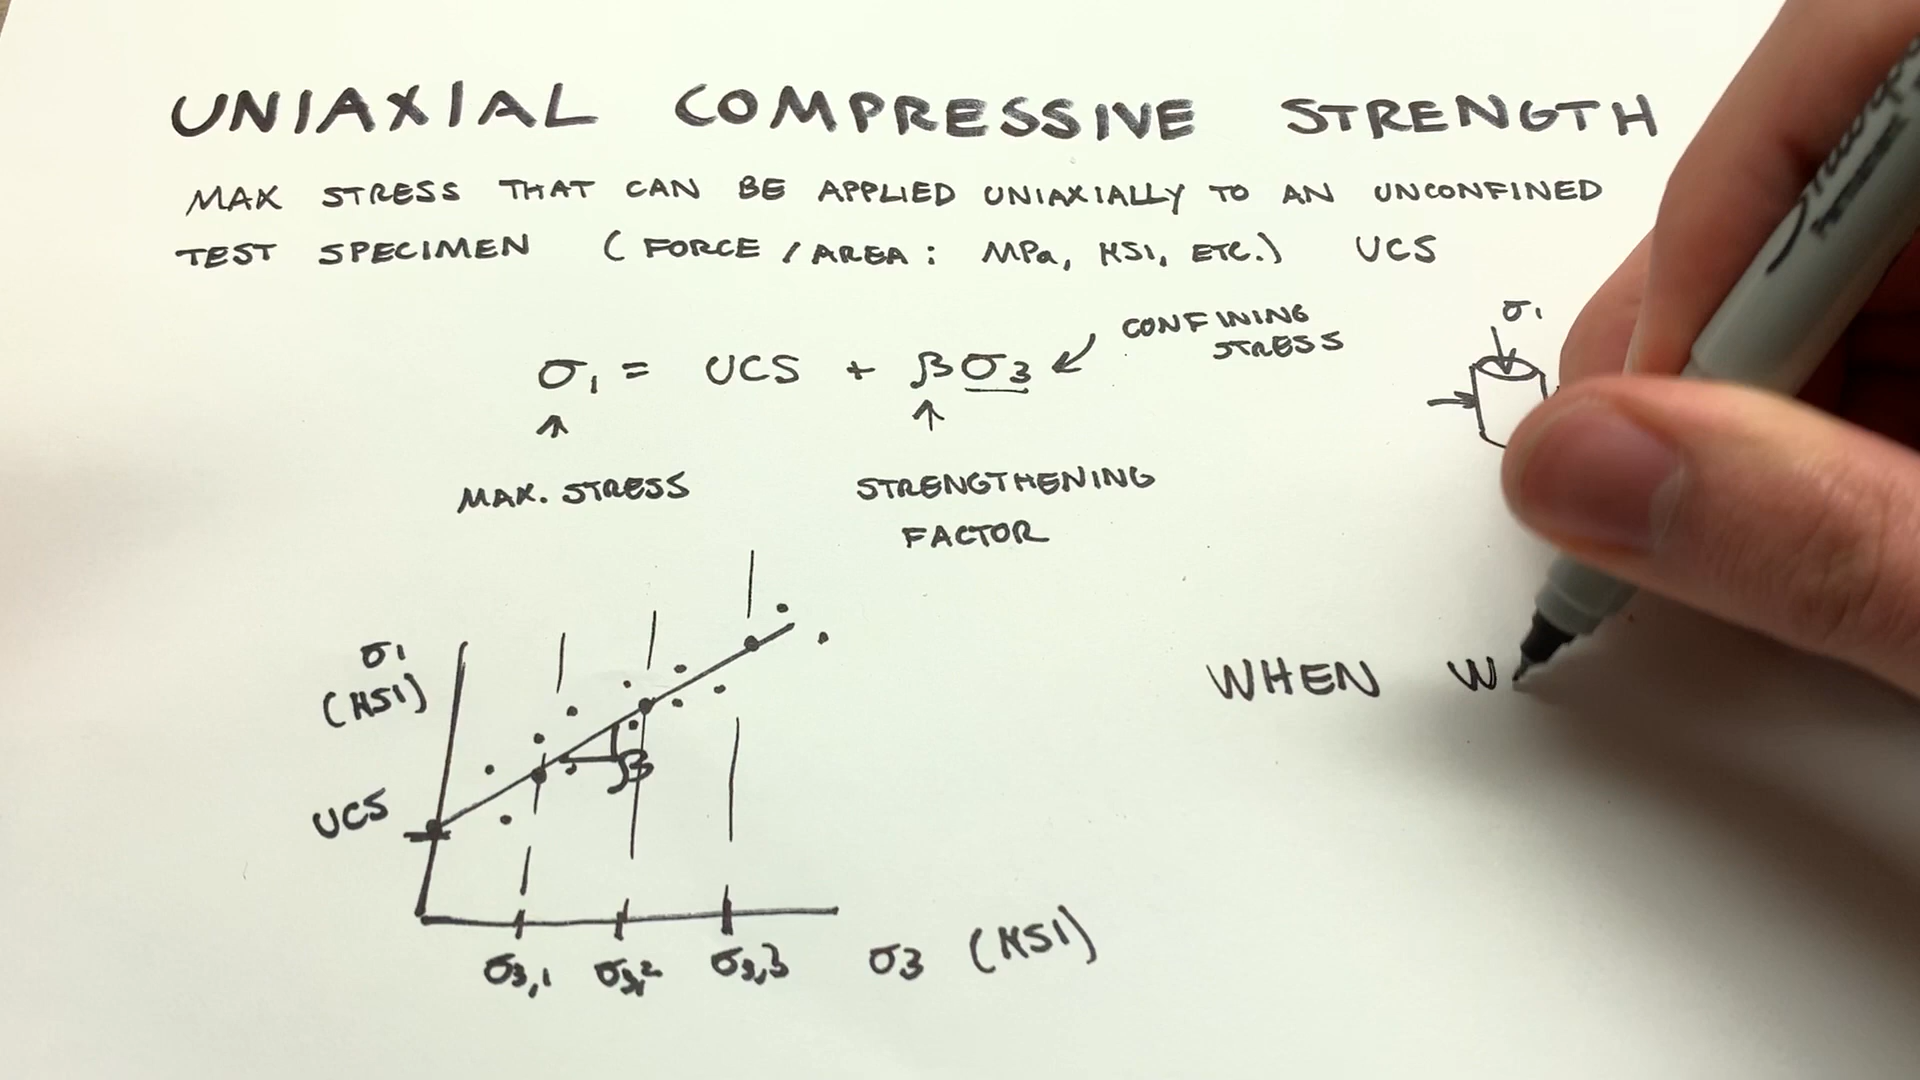 UNIAXIAL COMPRESSIVE STRENGTH
MAX STRESS THAT CAN BE APPLIED UNIAXIALLY TO AN UNCONFINED
TEST SPECIMEN (FORCE / AREA: MPa, KSI, ETC.) UCS
σ1 = UCS + βσ3
CONFINING
STRESS
σ1
MAX. STRESS
STRENGTHENING
FACTOR
σ1
(KSI)
β
UCS
σ3,1 σ3,2 σ3,3 σ3 (KSI)
WHEN W